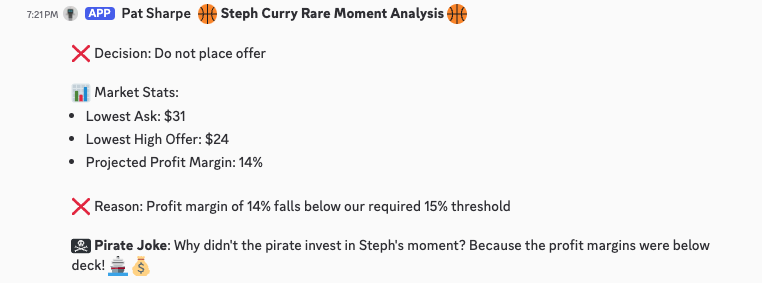 7:21 PM APP Pat Sharpe 🏀 Steph Curry Rare Moment Analysis 🏀
❌ Decision: Do not place offer
📊 Market Stats:
• Lowest Ask: $31
• Lowest High Offer: $24
• Projected Profit Margin: 14%
❌ Reason: Profit margin of 14% falls below our required 15% threshold
🏴‍☠️ Pirate Joke: Why didn't the pirate invest in Steph's moment? Because the profit margins were below
deck! 🚢 💰